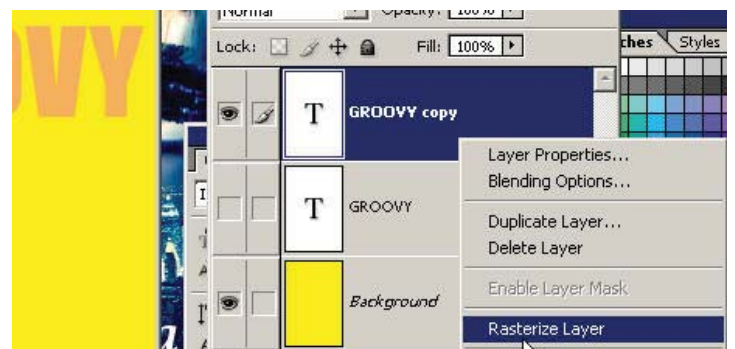 OVY
Normal Opacity: 100%
Lock: Fill: 100%
ches Styles
T GROOVY copy
T GROOVY
Background
Layer Properties...
Blending Options...
Duplicate Layer...
Delete Layer
Enable Layer Mask
Rasterize Layer